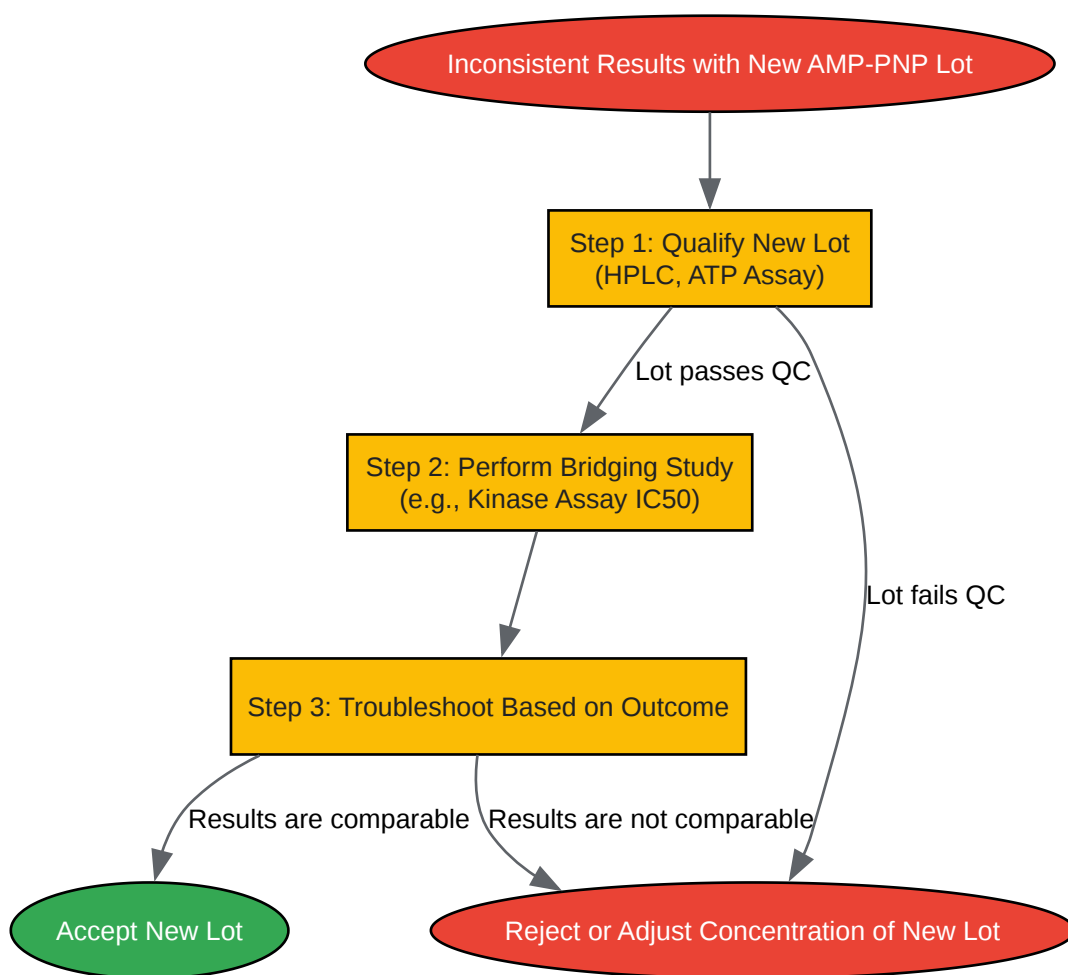 Inconsistent Results with New AMP-PNP Lot
Step 1: Qualify New Lot
(HPLC, ATP Assay)
Lot passes QC
Step 2: Perform Bridging Study
(e.g., Kinase Assay IC50)
Lot fails QC
Step 3: Troubleshoot Based on Outcome
Results are comparable
Results are not comparable
Accept New Lot
Reject or Adjust Concentration of New Lot